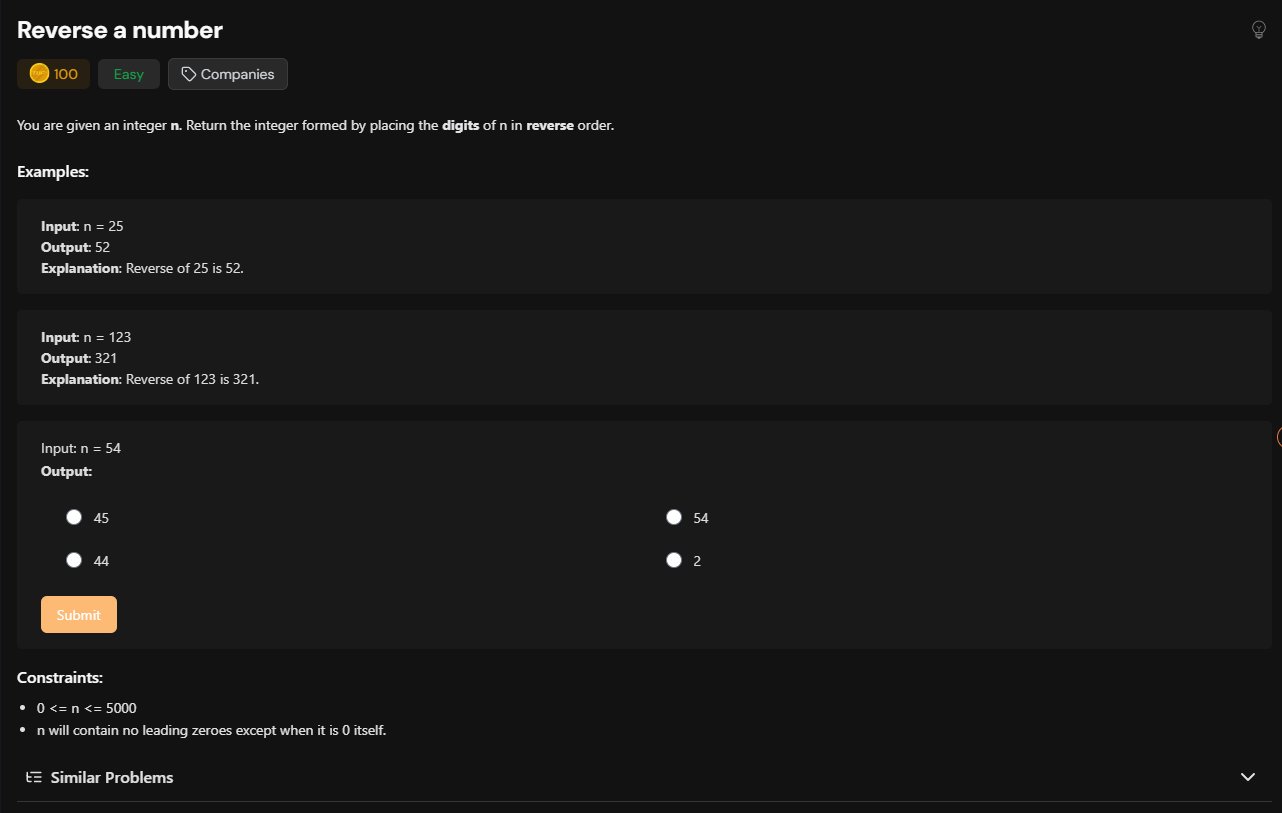 Reverse a number
100
Easy
Companies
You are given an integer n. Return the integer formed by placing the digits of n in reverse order.
Examples:
Input: n = 25
Output: 52
Explanation: Reverse of 25 is 52.
Input: n = 123
Output: 321
Explanation: Reverse of 123 is 321.
Input: n = 54
Output:
45
54
44
2
Submit
Constraints:
0 <= n <= 5000
n will contain no leading zeroes except when it is 0 itself.
Similar Problems